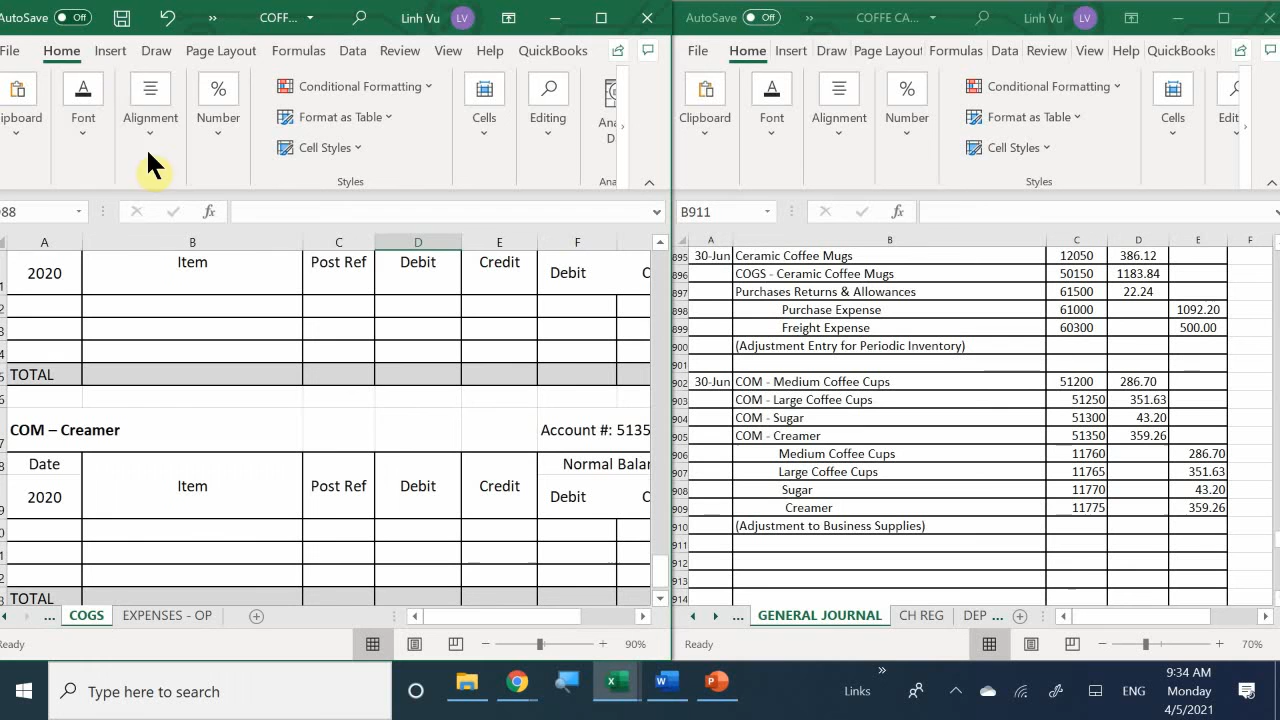 AutoSave Off » COFF... Linh Vu LV
File Home Insert Draw Page Layout Formulas Data Review View Help QuickBooks
Clipboard Font Alignment Number Conditional Formatting Format as Table Cell Styles Styles Cells Editing Ana
Ready 90%
2020 Item Post Ref Debit Credit Debit
TOTAL
COM – Creamer Account #: 5135
Date Normal Balan
2020 Item Post Ref Debit Credit Debit
TOTAL
... COGS EXPENSES - OP
AutoSave Off » COFFE CA... Linh Vu LV
File Home Insert Draw Page Layout Formulas Data Review View Help QuickBooks
Clipboard Font Alignment Number Conditional Formatting Format as Table Cell Styles Styles Cells Edit
B911 fx
A B C D E F
895 30-Jun Ceramic Coffee Mugs 12050 386.12
896 COGS - Ceramic Coffee Mugs 50150 1183.84
897 Purchases Returns & Allowances 61500 22.24
898 Purchase Expense 61000 1092.20
899 Freight Expense 60300 500.00
900 (Adjustment Entry for Periodic Inventory)
901
902 30-Jun COM - Medium Coffee Cups 51200 286.70
903 COM - Large Coffee Cups 51250 351.63
904 COM - Sugar 51300 43.20
905 COM - Creamer 51350 359.26
906 Medium Coffee Cups 11760 286.70
907 Large Coffee Cups 11765 351.63
908 Sugar 11770 43.20
909 Creamer 11775 359.26
910 (Adjustment to Business Supplies)
911
912
913
914
... GENERAL JOURNAL CH REG DEP ...
Ready 70%
Type here to search Links » ENG 9:34 AM
Monday
4/5/2021